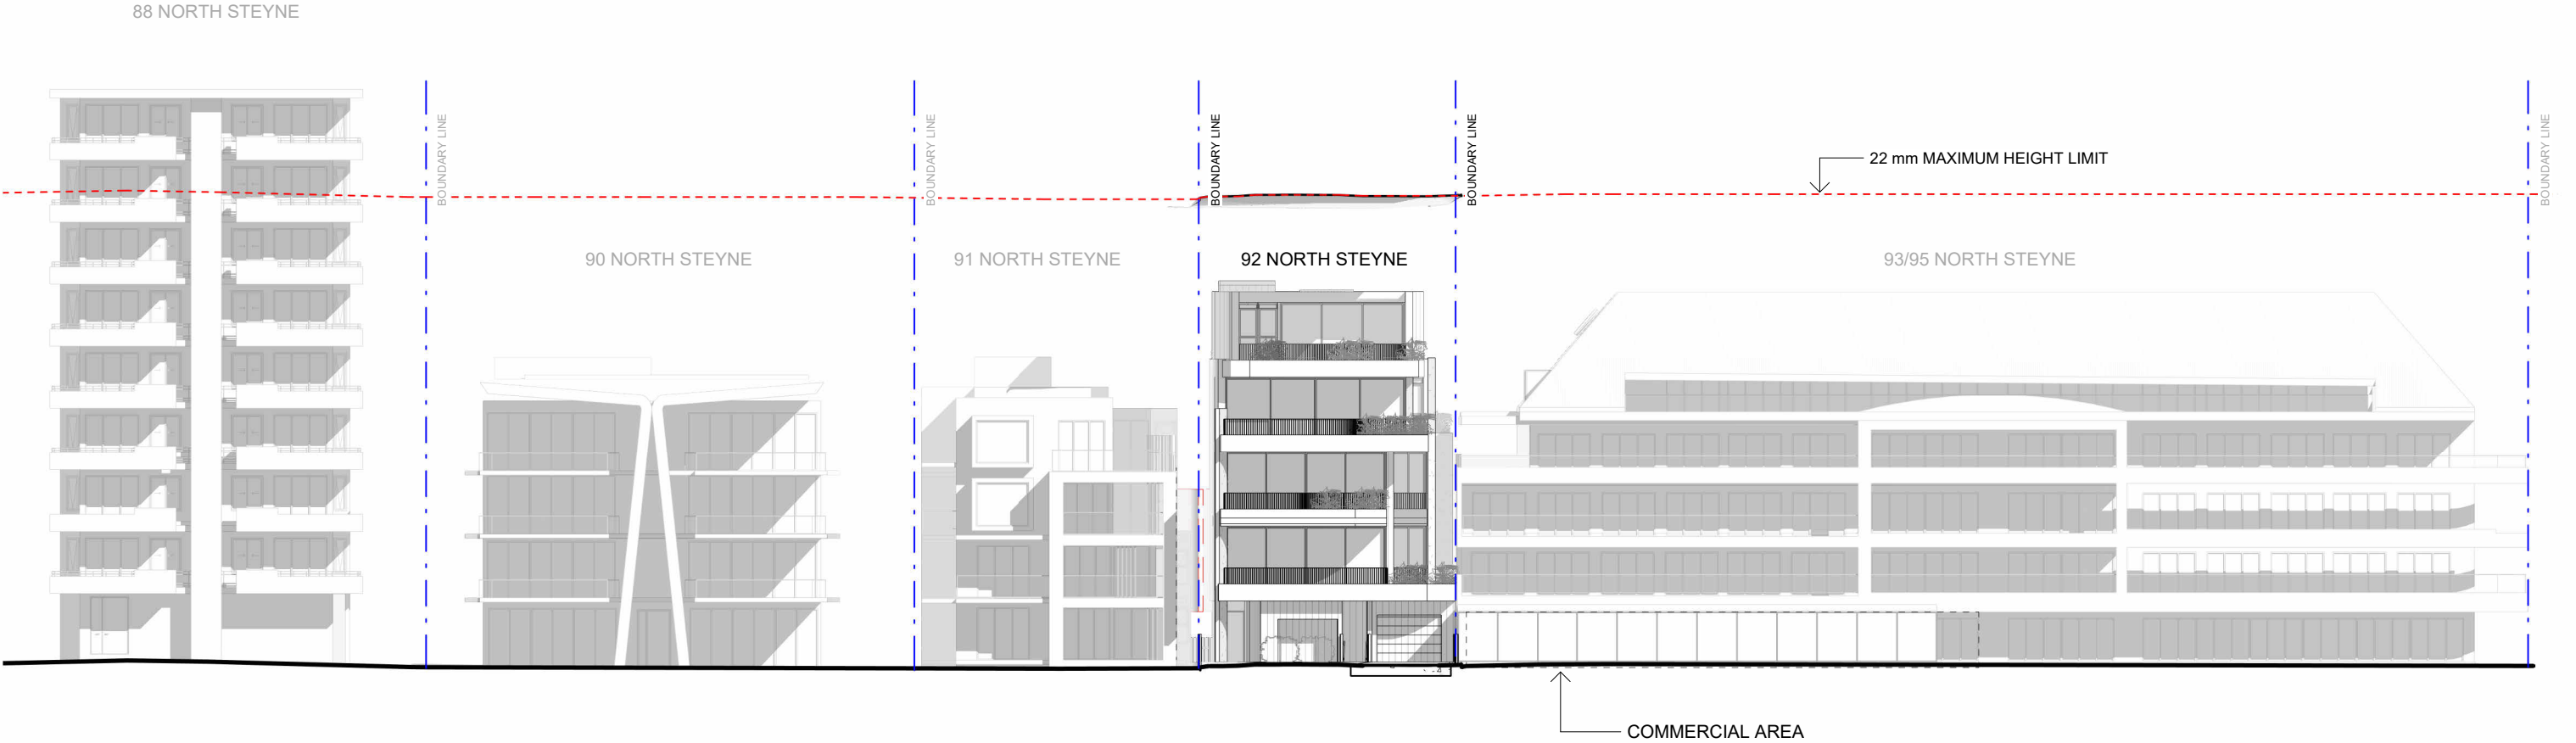 88 NORTH STEYNE
BOUNDARY LINE
BOUNDARY LINE
BOUNDARY LINE
BOUNDARY LINE
BOUNDARY LINE
22 mm MAXIMUM HEIGHT LIMIT
90 NORTH STEYNE
91 NORTH STEYNE
92 NORTH STEYNE
93/95 NORTH STEYNE
COMMERCIAL AREA